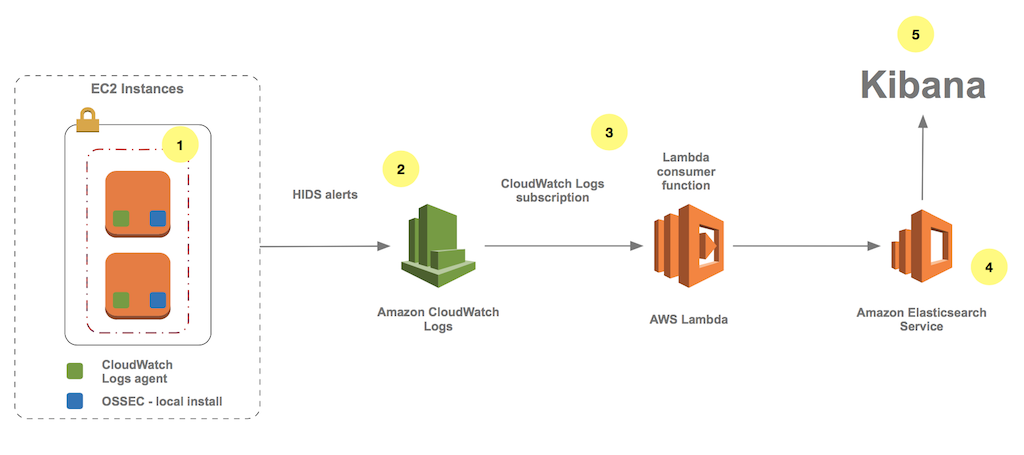 EC2 Instances
1
CloudWatch
Logs agent
OSSEC - local install
HIDS alerts
2
Amazon CloudWatch
Logs
3
CloudWatch Logs
subscription
Lambda
consumer
function
AWS Lambda
4
Amazon Elasticsearch
Service
5
Kibana